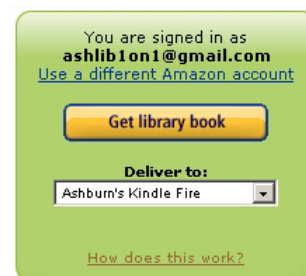 You are signed in as
ashlib1on1@gmail.com
Use a different Amazon account
Get library book
Deliver to:
Ashburn's Kindle Fire
How does this work?